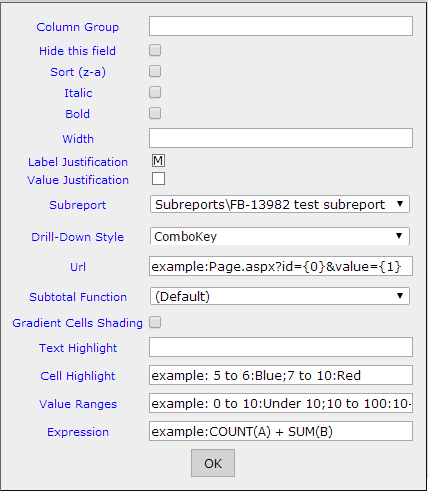 Column Group
Hide this field
Sort (z-a)
Italic
Bold
Width
Label Justification M
Value Justification
Subreport Subreports\FB-13982 test subreport
Drill-Down Style ComboKey
Url example:Page.aspx?id={0}&value={1}
Subtotal Function (Default)
Gradient Cells Shading
Text Highlight
Cell Highlight example: 5 to 6:Blue;7 to 10:Red
Value Ranges example: 0 to 10:Under 10;10 to 100:10-
Expression example:COUNT(A) + SUM(B)
OK